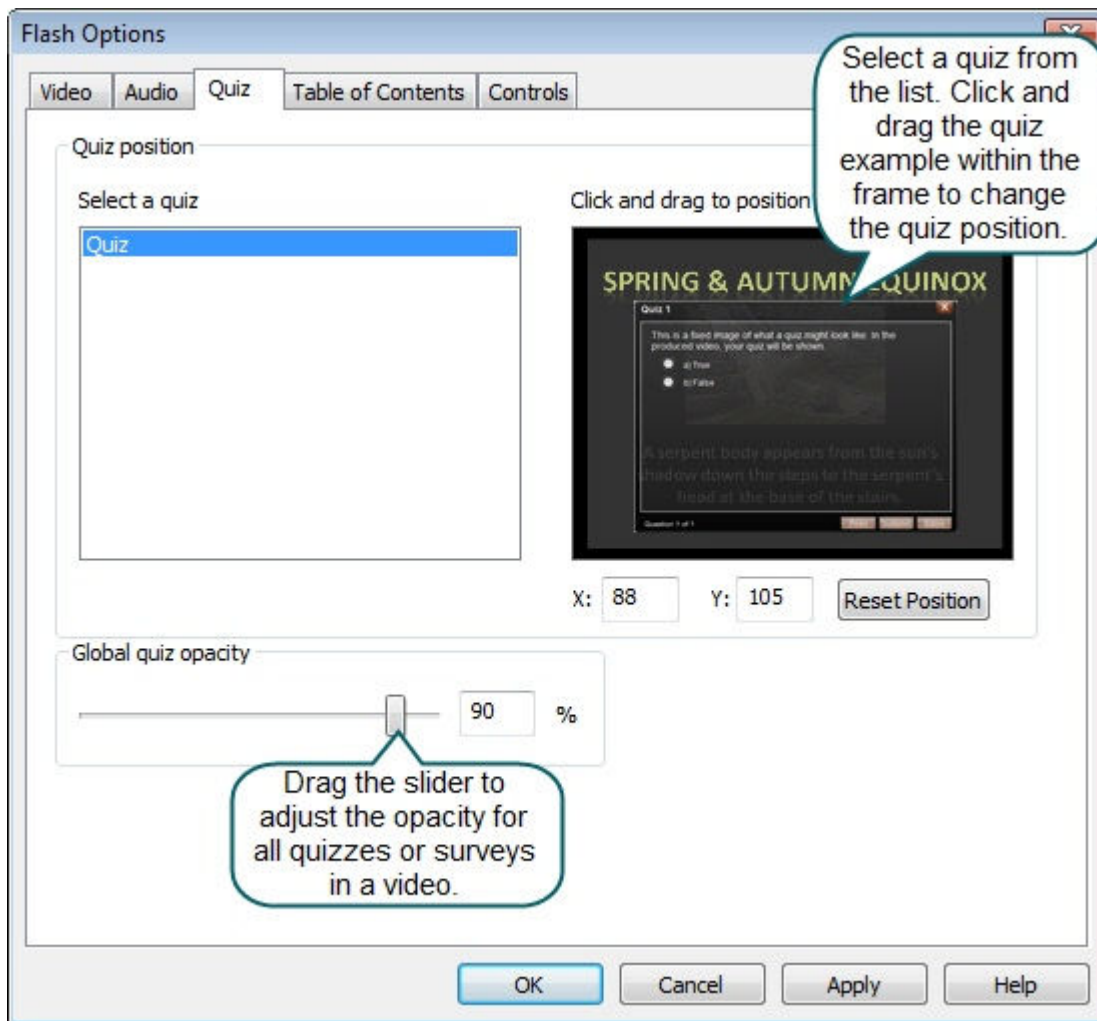 Flash Options
Video Audio Quiz Table of Contents Controls
Select a quiz from
the list. Click and
drag the quiz
example within the
frame to change
the quiz position.
Quiz position
Select a quiz
Click and drag to position
Quiz
SPRING & AUTUMN EQUINOX
Quiz 1
This is a fixed image of what a quiz might look like. In the
produced video, your quiz will be shown.
a) True
b) False
A serpent body appears from the sun's
shadow down the steps to the serpent's
head at the base of the stairs.
Question 1 of 1
X: 88 Y: 105 Reset Position
Global quiz opacity
90 %
Drag the slider to
adjust the opacity for
all quizzes or surveys
in a video.
OK Cancel Apply Help